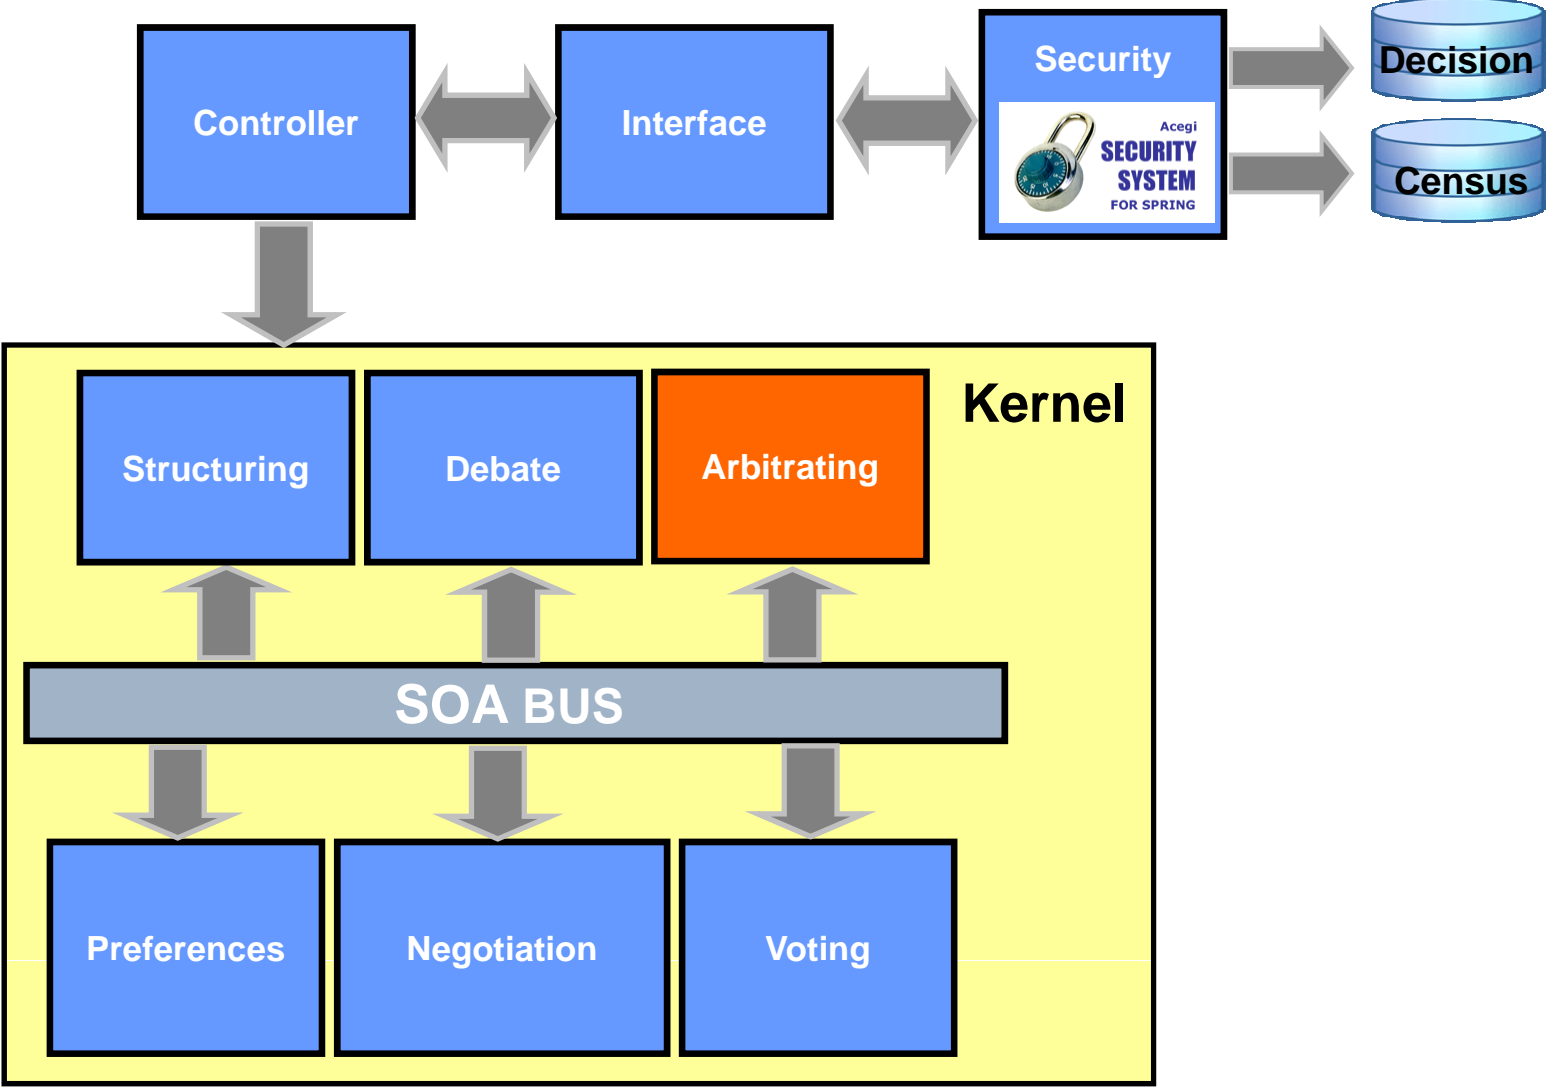 Controller
Interface
Security
Acegi
SECURITY
SYSTEM
FOR SPRING
Decision
Census
Kernel
Structuring
Debate
Arbitrating
SOA BUS
Preferences
Negotiation
Voting